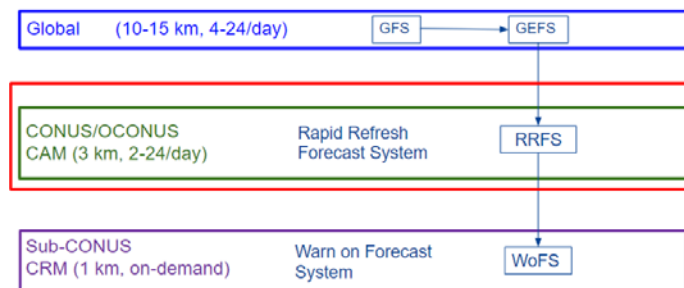 Global (10-15 km, 4-24/day)
GFS
GEFS
CONUS/OCONUS
CAM (3 km, 2-24/day)
Rapid Refresh
Forecast System
RRFS
Sub-CONUS
CRM (1 km, on-demand)
Warn on Forecast
System
WoFS